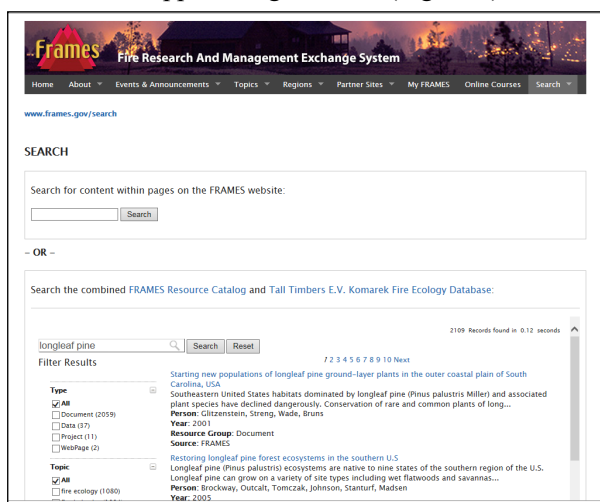 Frames
Fire Research And Management Exchange System
Home About Events & Announcements Topics Regions Partner Sites My FRAMES Online Courses Search
www.frames.gov/search
SEARCH
Search for content within pages on the FRAMES website:
Search
– OR –
Search the combined FRAMES Resource Catalog and Tall Timbers E.V. Komarek Fire Ecology Database:
2109 Records found in 0.12 seconds
longleaf pine Search Reset
1 2 3 4 5 6 7 8 9 10 Next
Filter Results
Starting new populations of longleaf pine ground-layer plants in the outer coastal plain of South
Carolina, USA
Southeastern United States habitats dominated by longleaf pine (Pinus palustris Miller) and associated
plant species have declined dangerously. Conservation of rare and common plants of long...
Person: Glitzenstein, Streng, Wade, Bruns
Year: 2001
Resource Group: Document
Source: FRAMES
Type
All
Document (2059)
Data (37)
Project (11)
WebPage (2)
Restoring longleaf pine forest ecosystems in the southern U.S
Longleaf pine (Pinus palustris) ecosystems are native to nine states of the southern region of the U.S.
Longleaf pine can grow on a variety of site types including wet flatwoods and savannas...
Person: Brockway, Outcalt, Tomczak, Johnson, Stanturf, Madsen
Year: 2005
Topic
All
fire ecology (1080)